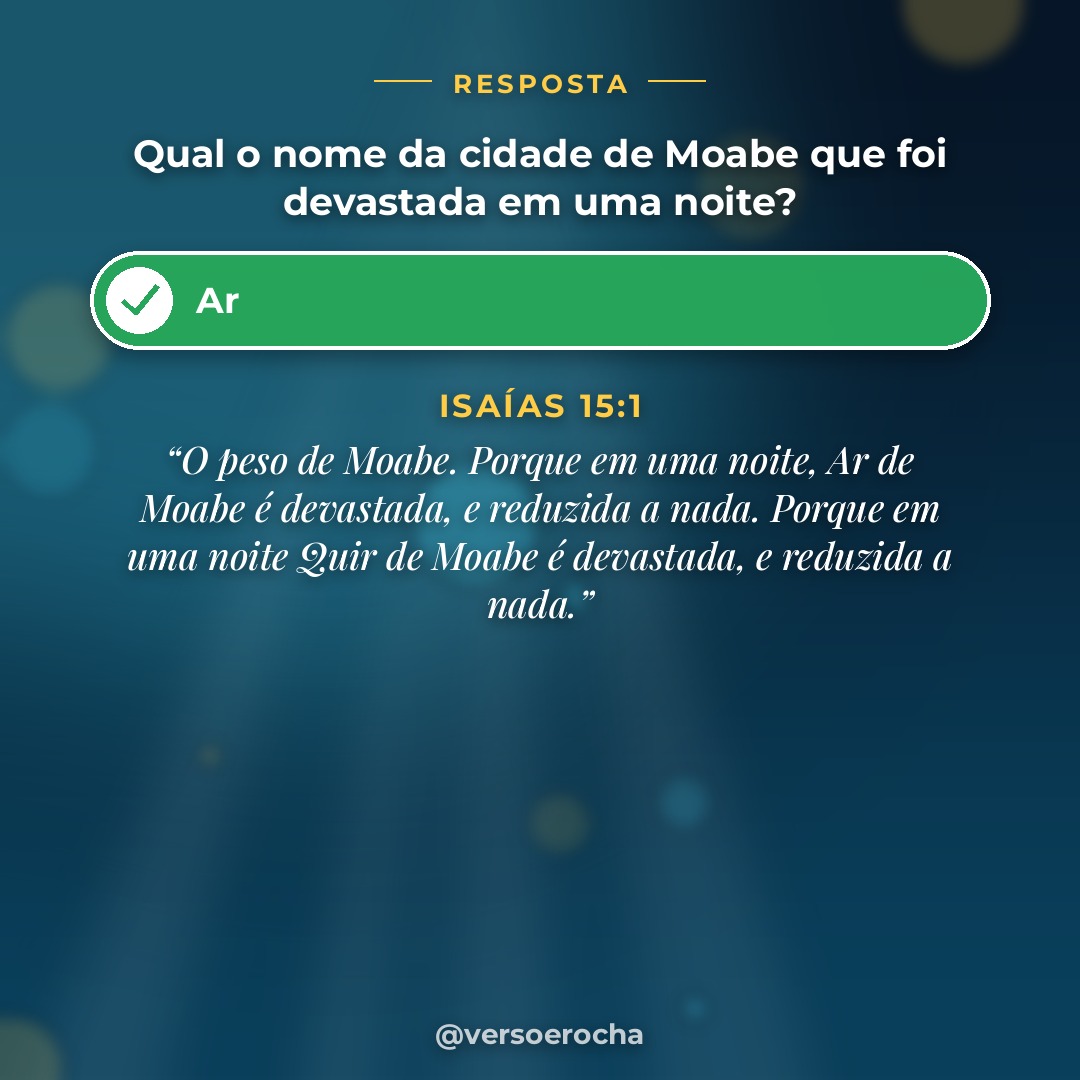 RESPOSTA
Qual o nome da cidade de Moabe que foi
devastada em uma noite?
Ar
ISAÍAS 15:1
“O peso de Moabe. Porque em uma noite, Ar de
Moabe é devastada, e reduzida a nada. Porque em
uma noite Quir de Moabe é devastada, e reduzida a
nada.”
@versoerocha